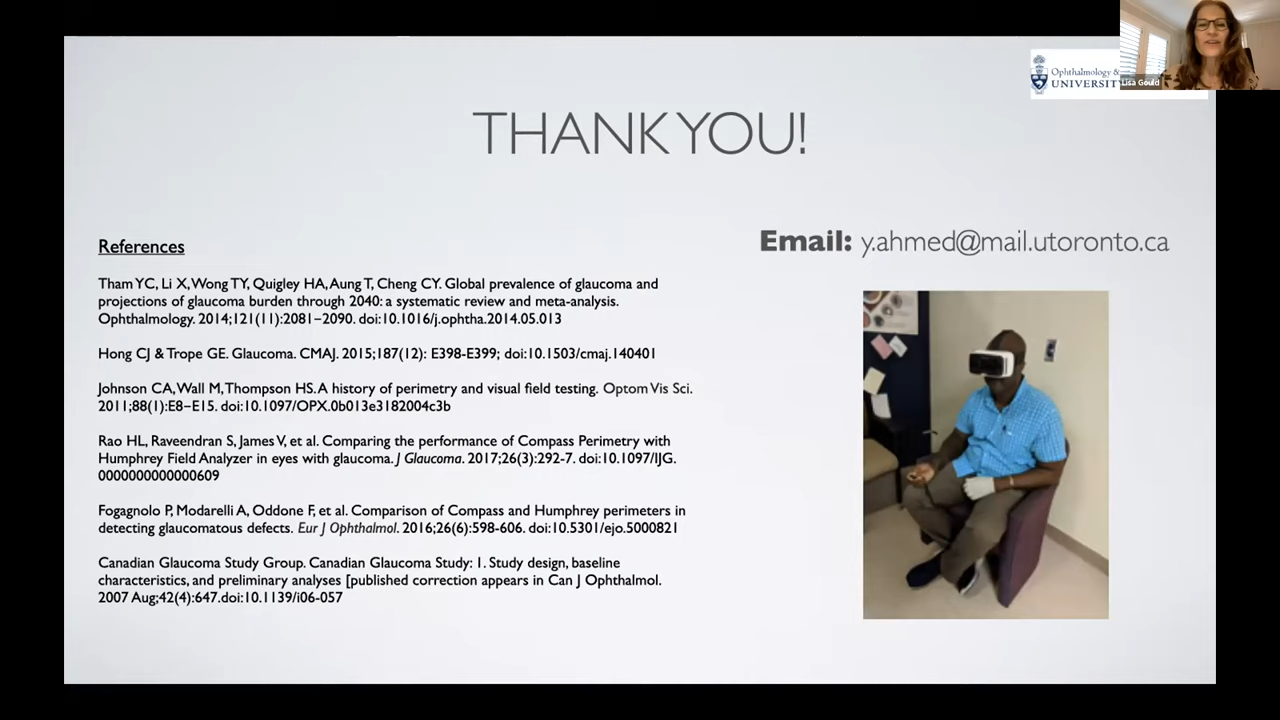 Ophthalmology &
UNIVERSIT
Lisa Gould
THANK YOU!
Email: y.ahmed@mail.utoronto.ca
References
Tham YC, Li X, Wong TY, Quigley HA, Aung T, Cheng CY. Global prevalence of glaucoma and
projections of glaucoma burden through 2040: a systematic review and meta-analysis.
Ophthalmology. 2014;121(11):2081–2090. doi:10.1016/j.ophtha.2014.05.013
Hong CJ & Trope GE. Glaucoma. CMAJ. 2015;187(12): E398-E399; doi:10.1503/cmaj.140401
Johnson CA, Wall M, Thompson HS. A history of perimetry and visual field testing. Optom Vis Sci.
2011;88(1):E8–E15. doi:10.1097/OPX.0b013e3182004c3b
Rao HL, Raveendran S, James V, et al. Comparing the performance of Compass Perimetry with
Humphrey Field Analyzer in eyes with glaucoma. J Glaucoma. 2017;26(3):292-7. doi:10.1097/IJG.
0000000000000609
Fogagnolo P, Modarelli A, Oddone F, et al. Comparison of Compass and Humphrey perimeters in
detecting glaucomatous defects. Eur J Ophthalmol. 2016;26(6):598-606. doi:10.5301/ejo.5000821
Canadian Glaucoma Study Group. Canadian Glaucoma Study: 1. Study design, baseline
characteristics, and preliminary analyses [published correction appears in Can J Ophthalmol.
2007 Aug;42(4):647.doi:10.1139/i06-057